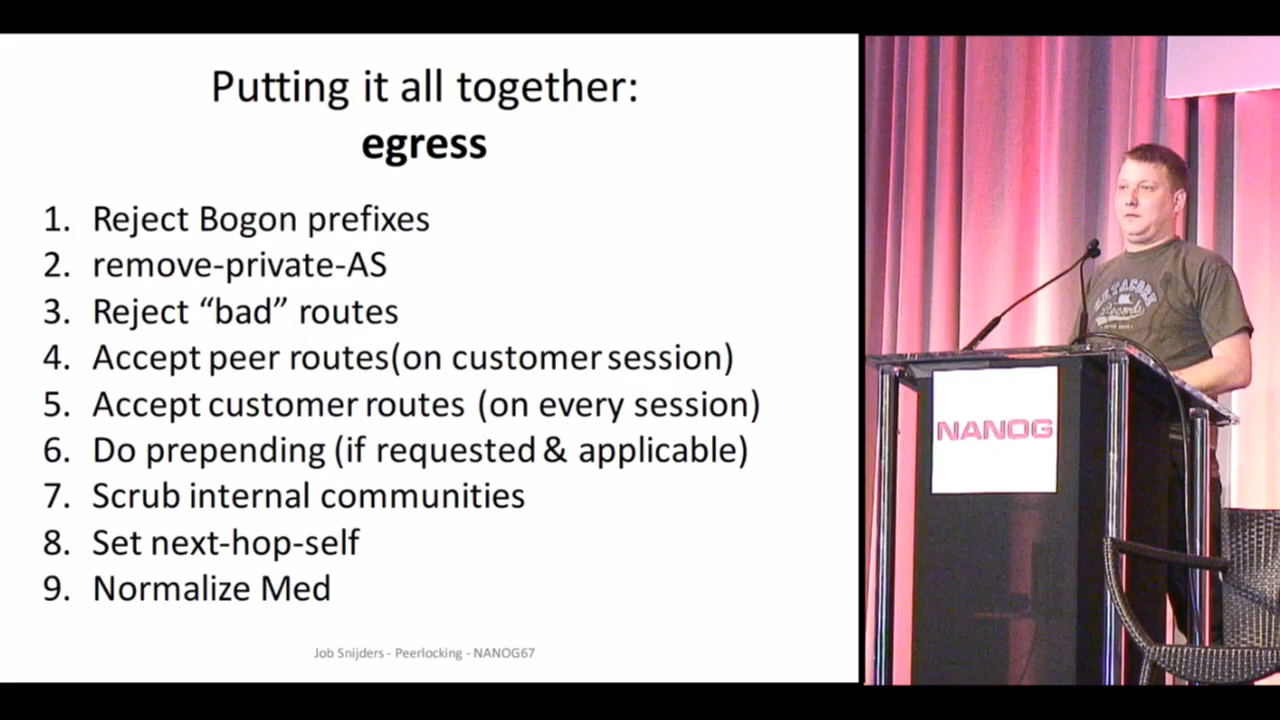 Putting it all together:
egress
1. Reject Bogon prefixes
2. remove-private-AS
3. Reject “bad” routes
4. Accept peer routes(on customer session)
5. Accept customer routes (on every session)
6. Do prepending (if requested & applicable)
7. Scrub internal communities
8. Set next-hop-self
9. Normalize Med
Job Snijders - Peerlocking - NANOG67
Records
NANOG